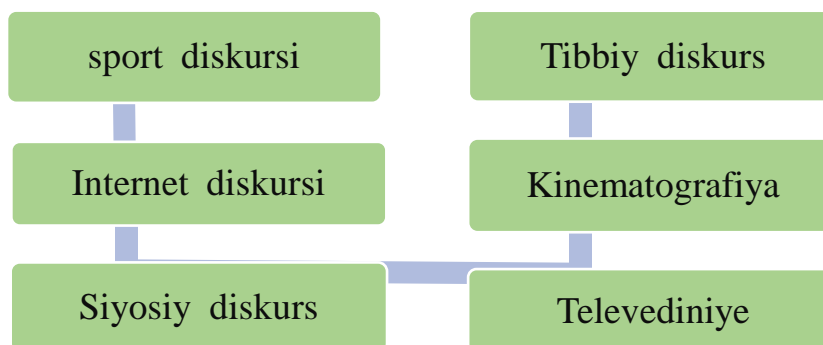 sport diskursi
Internet diskursi
Siyosiy diskurs
Televediniye
Kinematografiya
Tibbiy diskurs